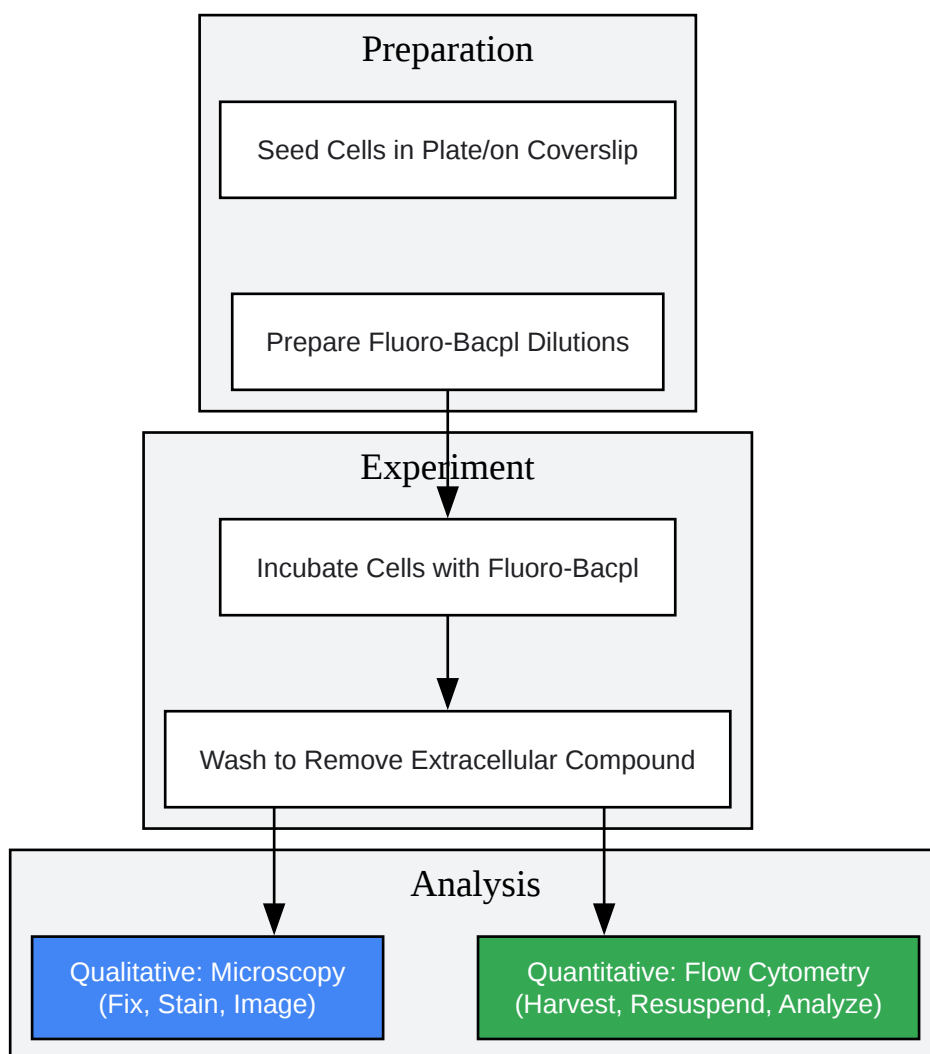 Preparation
Seed Cells in Plate/on Coverslip
Prepare Fluoro-Bacpl Dilutions
Experiment
Incubate Cells with Fluoro-Bacpl
Wash to Remove Extracellular Compound
Analysis
Qualitative: Microscopy
(Fix, Stain, Image)
Quantitative: Flow Cytometry
(Harvest, Resuspend, Analyze)